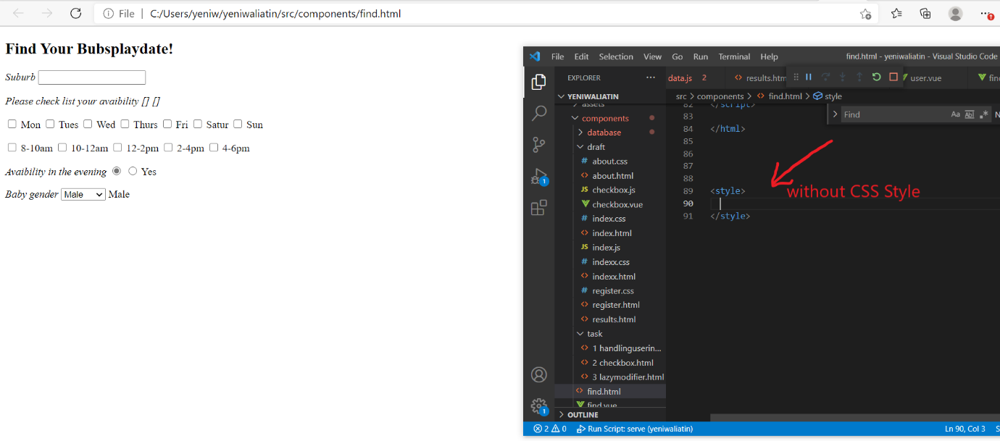 File | C:/Users/yeniw/yeniwaliatin/src/components/find.html
Find Your Bubsplaydate!
Suburb
Please check list your avaibility [] []
Mon Tues Wed Thurs Fri Satur Sun
8-10am 10-12am 12-2pm 2-4pm 4-6pm
Avaibility in the evening Yes
Baby gender Male Male
File Edit Selection View Go Run Terminal Help find.html - yeniwaliatin - Visual Studio Code
EXPLORER ... data.js 2 <> results.htm user.vue fin
YENIWALIATIN
src > components > <> find.html > style
assets
components
database
draft
# about.css
<> about.html
JS checkbox.js
checkbox.vue
# index.css
<> index.html
JS index.js
# indexx.css
<> indexx.html
# register.css
<> register.html
<> results.html
task
<> 1 handlinguserin...
<> 2 checkbox.html
<> 3 lazymodifier.html
<> find.html
find.vue
OUTLINE
> Find Aa Abl .* N
82 </script>
83
84 </html>
85
86
87
88
89 <style>
90
91 </style>
without CSS Style
1
1
2 0 Run Script: serve (yeniwaliatin) Ln 90, Col 3 S